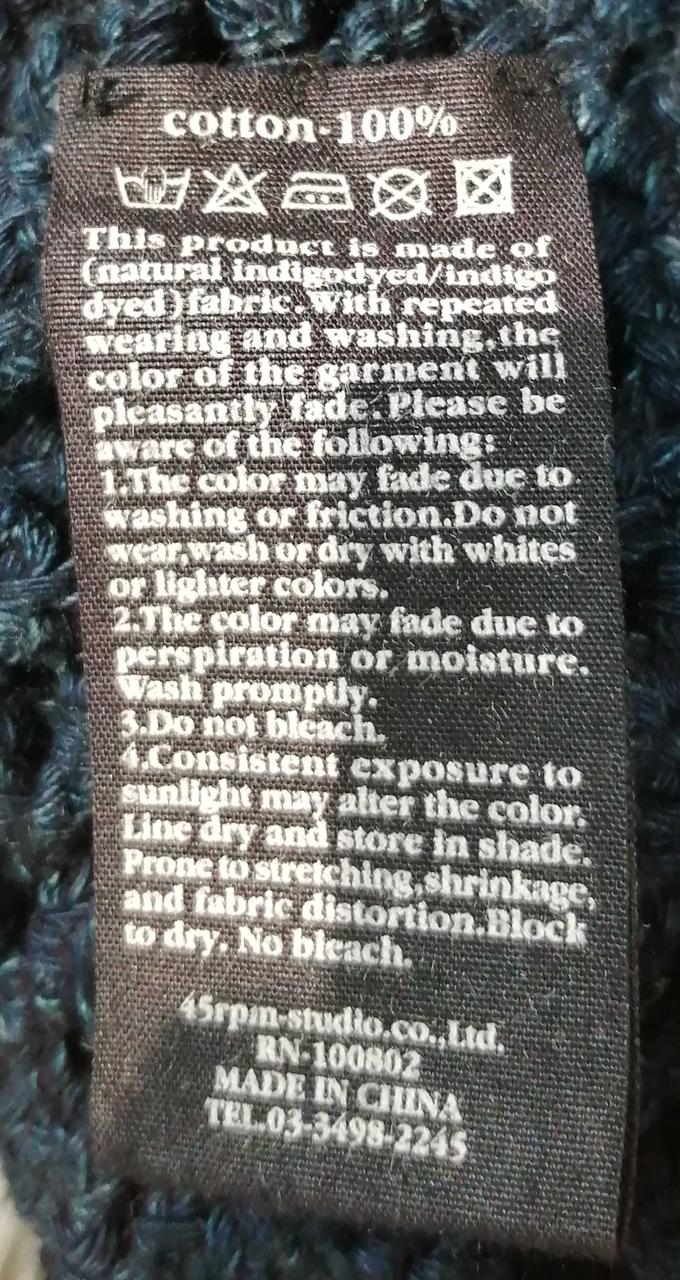 cotton-100%
This product is made of
(natural indigodyed/indigo
dyed)fabric.With repeated
wearing and washing,the
color of the garment will
pleasantly fade.Please be
aware of the following:
1.The color may fade due to
washing or friction.Do not
wear,wash or dry with whites
or lighter colors.
2.The color may fade due to
perspiration or moisture.
Wash promptly.
3.Do not bleach.
4.Consistent exposure to
sunlight may alter the color.
Line dry and store in shade.
Prone to stretching,shrinkage,
and fabric distortion.Block
to dry. No bleach.
45rpm-studio.co.,Ltd.
RN-100802
MADE IN CHINA
TEL.03-3498-2245